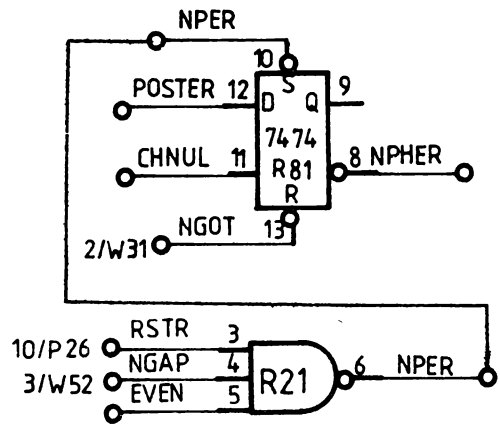 NPER
10
POSTER 12 D S Q 9
7474
CHNUL 11 R81 8 NPHER
R
NGOT 13
2/W31
RSTR 3
10/P26
NGAP 4 R21 6 NPER
3/W52
EVEN 5